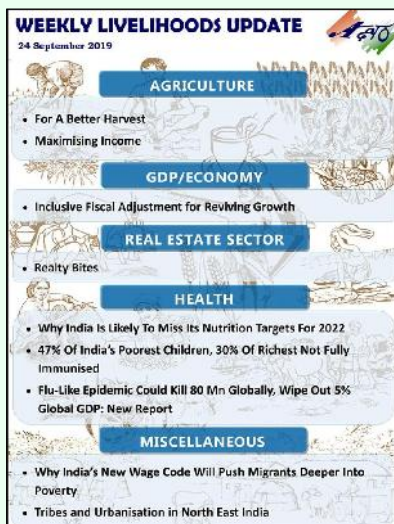 WEEKLY LIVELIHOODS UPDATE
24 September 2019
AGRICULTURE
• For A Better Harvest
• Maximising Income
GDP/ECONOMY
• Inclusive Fiscal Adjustment for Reviving Growth
REAL ESTATE SECTOR
• Realty Bites
HEALTH
• Why India Is Likely To Miss Its Nutrition Targets For 2022
• 47% Of India's Poorest Children, 30% Of Richest Not Fully
Immunised
• Flu-Like Epidemic Could Kill 80 Mn Globally, Wipe Out 5%
Global GDP: New Report
MISCELLANEOUS
• Why India's New Wage Code Will Push Migrants Deeper Into
Poverty
• Tribes and Urbanisation in North East India